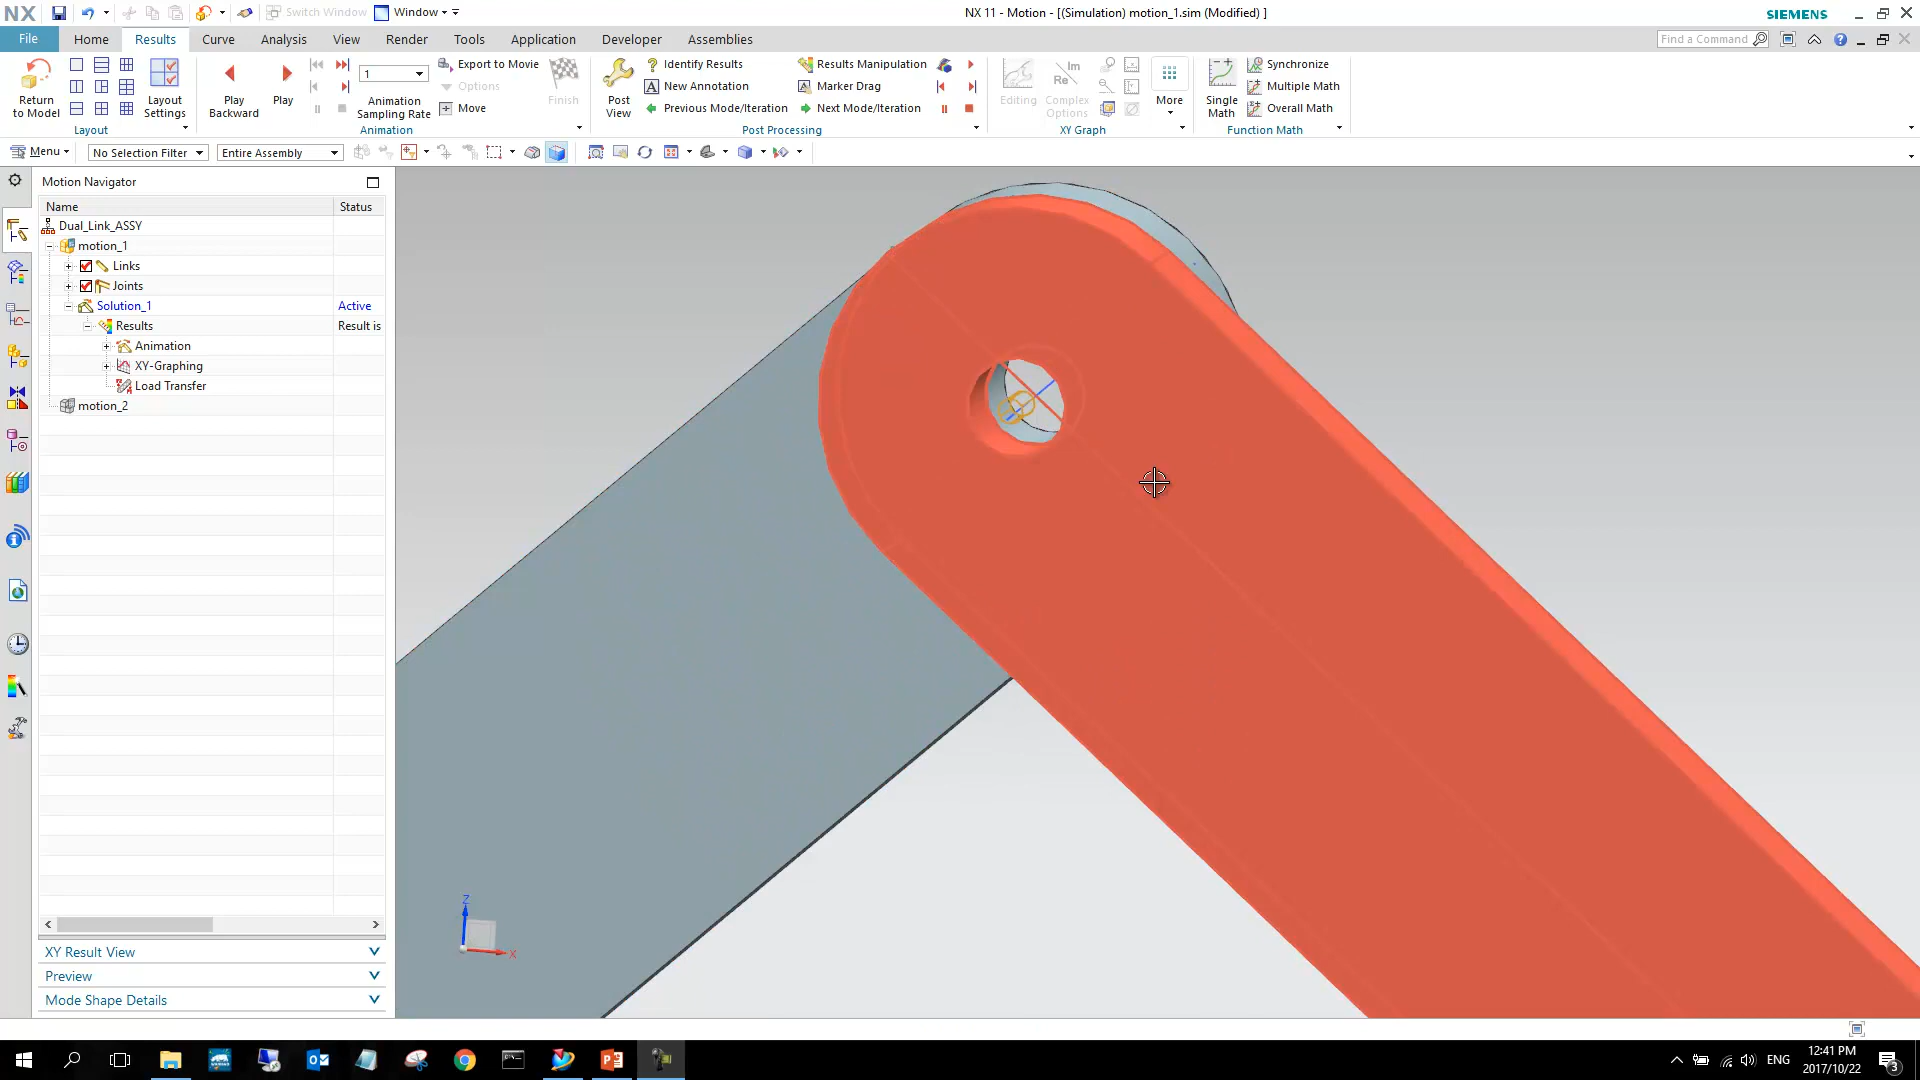 NX
Switch Window
Window
NX 11 - Motion - [(Simulation) motion_1.sim (Modified) ]
SIEMENS
File
Home
Results
Curve
Analysis
View
Render
Tools
Application
Developer
Assemblies
Find a Command
Return to Model
Layout Settings
Layout
Play Backward
Play
1
Animation Sampling Rate
Export to Movie
Options
Move
Finish
Animation
Post View
Identify Results
New Annotation
Previous Mode/Iteration
Results Manipulation
Marker Drag
Next Mode/Iteration
Post Processing
Editing
Re Im
Complex Options
More
XY Graph
Single Math
Synchronize
Multiple Math
Overall Math
Function Math
Menu
No Selection Filter
Entire Assembly
Motion Navigator
Name
Status
Dual_Link_ASSY
motion_1
Links
Joints
Solution_1
Active
Results
Result is
Animation
XY-Graphing
Load Transfer
motion_2
XY Result View
Preview
Mode Shape Details
Z
X
ENG
12:41 PM
2017/10/22
3